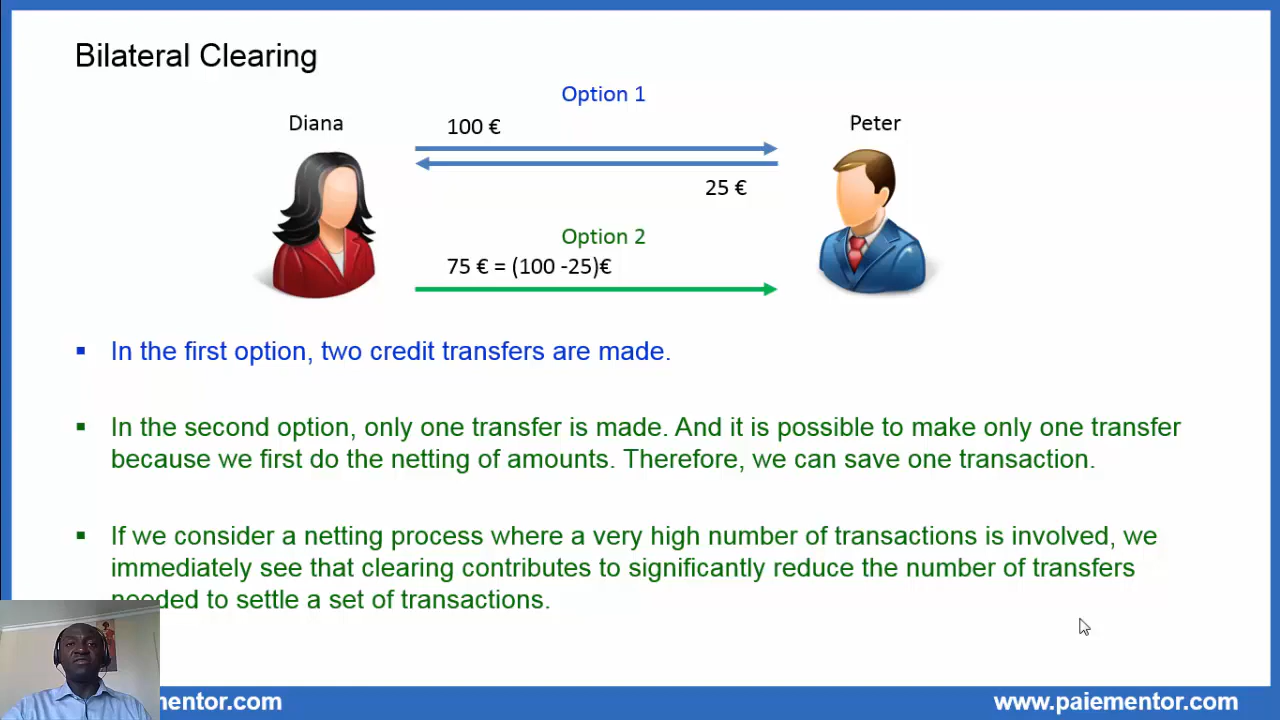 Bilateral Clearing
Option 1
Diana
Peter
100 €
25 €
Option 2
75 € = (100 -25)€
▪ In the first option, two credit transfers are made.
▪ In the second option, only one transfer is made. And it is possible to make only one transfer
because we first do the netting of amounts. Therefore, we can save one transaction.
▪ If we consider a netting process where a very high number of transactions is involved, we
immediately see that clearing contributes to significantly reduce the number of transfers
needed to settle a set of transactions.
mentor.com
www.paiementor.com